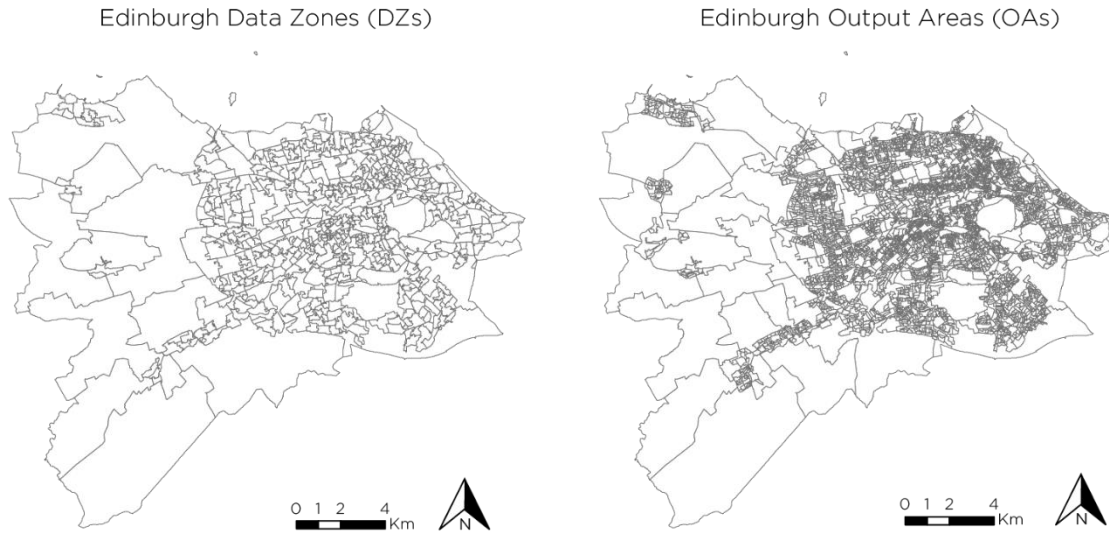 Edinburgh Data Zones (DZs)
Edinburgh Output Areas (OAs)
0 1 2 4
Km
N
0 1 2 4
Km
N